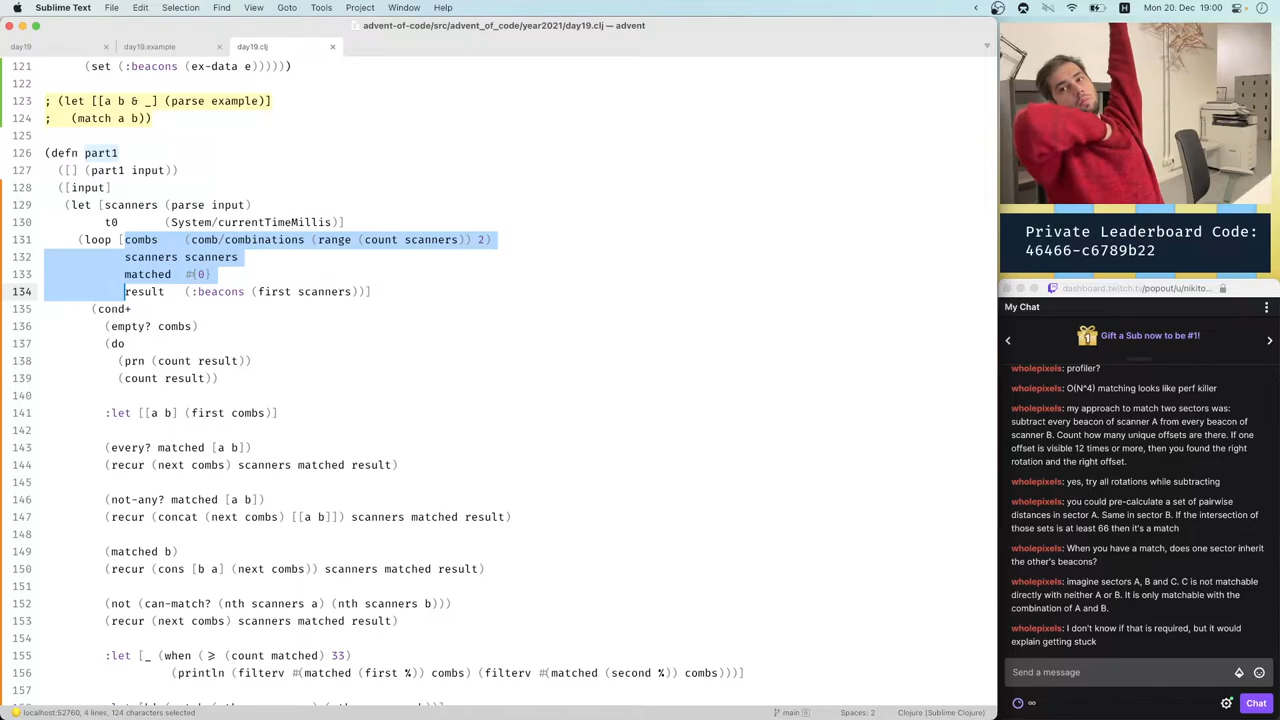 Sublime Text File Edit Selection Find View Goto Tools Project Window Help
Mon 20. Dec 19:00
advent-of-code/src/advent_of_code/year2021/day19.clj — advent
day19 × day19.example × day19.clj ×
121 (set (:beacons (ex-data e))))))
122
123 ; (let [[a b & _] (parse example)]
124 ;   (match a b))
125
126 (defn part1
127   ([] (part1 input))
128   ([input]
129    (let [scanners (parse input)
130          t0       (System/currentTimeMillis)]
131      (loop [combs    (comb/combinations (range (count scanners)) 2)
132             scanners scanners
133             matched  #{0}
134             result   (:beacons (first scanners))]
135        (cond+
136          (empty? combs)
137          (do
138            (prn (count result))
139            (count result))
140
141          :let [[a b] (first combs)]
142
143          (every? matched [a b])
144          (recur (next combs) scanners matched result)
145
146          (not-any? matched [a b])
147          (recur (concat (next combs) [[a b]]) scanners matched result)
148
149          (matched b)
150          (recur (cons [b a] (next combs)) scanners matched result)
151
152          (not (can-match? (nth scanners a) (nth scanners b)))
153          (recur (next combs) scanners matched result)
154
155          :let [_ (when (>= (count matched) 33)
156                    (println (filterv #(matched (first %)) combs) (filterv #(matched (second %)) combs)))]
157
localhost:52760, 4 lines, 124 characters selected
main 6 Spaces: 2 Clojure (Sublime Clojure)
Private Leaderboard Code:
46466-c6789b22
dashboard.twitch.tv/popout/u/nikito...
My Chat
1 Gift a Sub now to be #1!
wholepixels: profiler?
wholepixels: O(N^4) matching looks like perf killer
wholepixels: my approach to match two sectors was:
subtract every beacon of scanner A from every beacon of
scanner B. Count how many unique offsets are there. If one
offset is visible 12 times or more, then you found the right
rotation and the right offset.
wholepixels: yes, try all rotations while subtracting
wholepixels: you could pre-calculate a set of pairwise
distances in sector A. Same in sector B. If the intersection of
those sets is at least 66 then it's a match
wholepixels: When you have a match, does one sector inherit
the other's beacons?
wholepixels: imagine sectors A, B and C. C is not matchable
directly with neither A or B. It is only matchable with the
combination of A and B.
wholepixels: I don't know if that is required, but it would
explain getting stuck
Send a message
∞ Chat